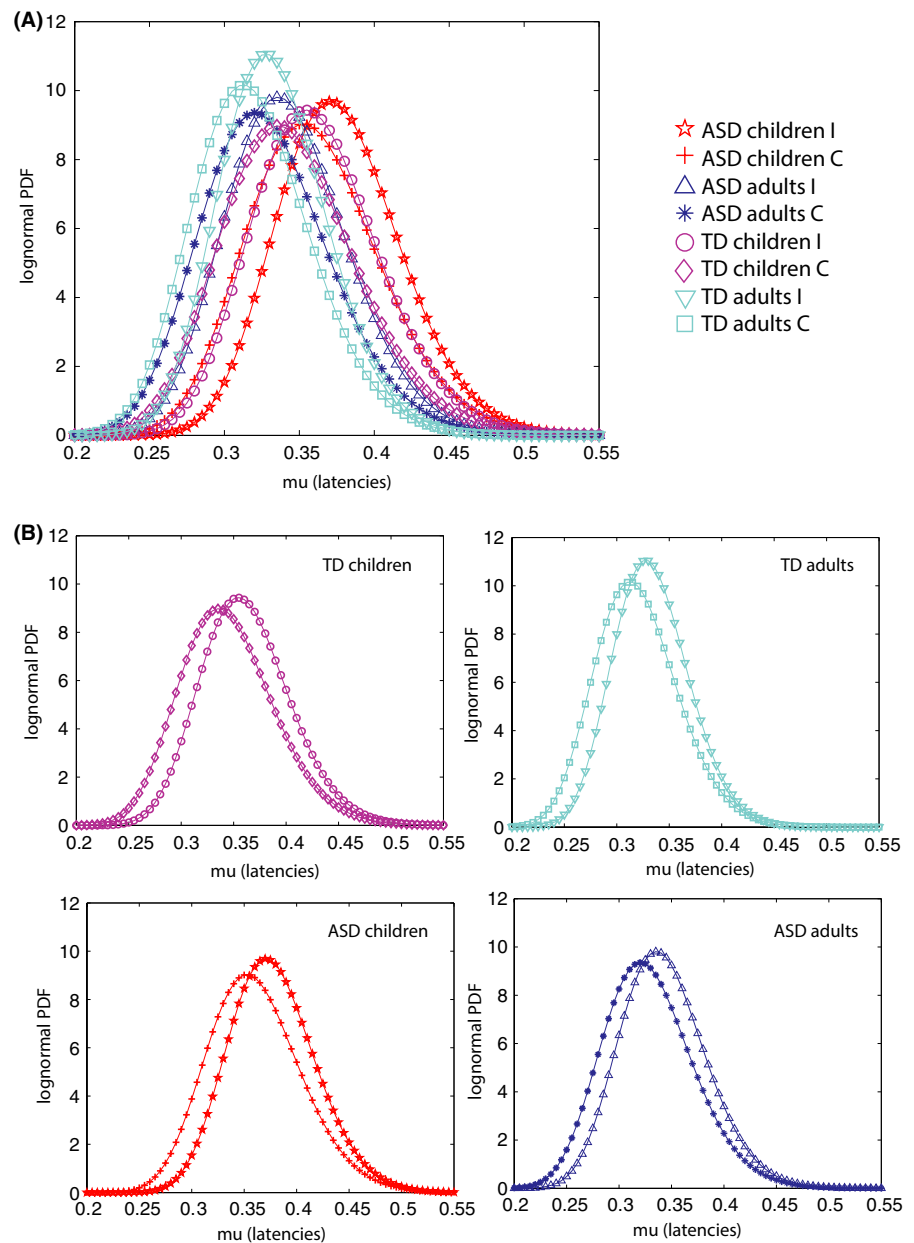 (A)
12
10
8
6
4
2
0
lognormal PDF
0.2 0.25 0.3 0.35 0.4 0.45 0.5 0.55
mu (latencies)
ASD children I
ASD children C
ASD adults I
ASD adults C
TD children I
TD children C
TD adults I
TD adults C
(B)
12
10
8
6
4
2
0
lognormal PDF
TD children
0.2 0.25 0.3 0.35 0.4 0.45 0.5 0.55
mu (latencies)
12
10
8
6
4
2
0
lognormal PDF
TD adults
0.2 0.25 0.3 0.35 0.4 0.45 0.5 0.55
mu (latencies)
12
10
8
6
4
2
0
lognormal PDF
ASD children
0.2 0.25 0.3 0.35 0.4 0.45 0.5 0.55
mu (latencies)
12
10
8
6
4
2
0
lognormal PDF
ASD adults
0.2 0.25 0.3 0.35 0.4 0.45 0.5 0.55
mu (latencies)